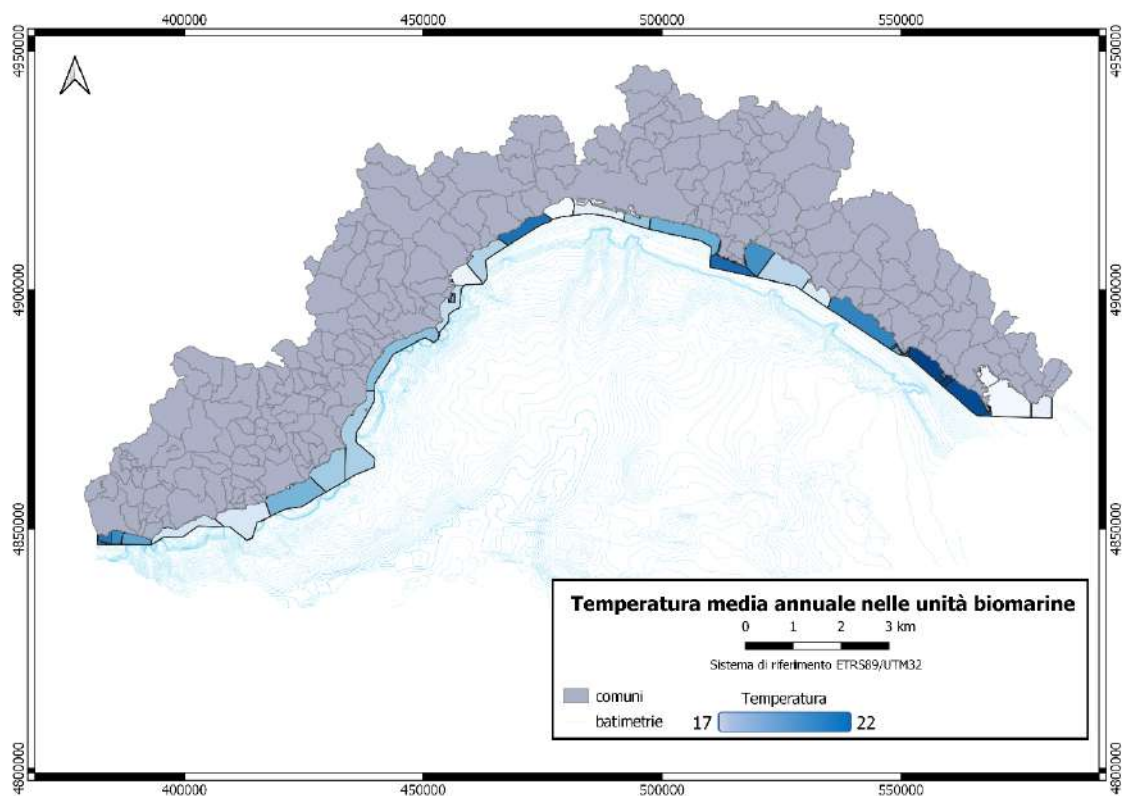 400000 450000 500000 550000
4950000 4950000
4900000 4900000
4850000 4850000
Temperatura media annuale nelle unità biomarine
0 1 2 3 km
Sistema di riferimento ETRS89/UTM32
comuni
Temperatura
batimetrie
17 22
4800000 4800000
400000 450000 500000 550000